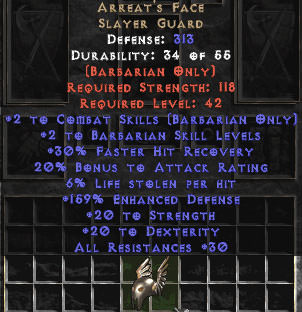 Arreat's Face
Slayer Guard
Defense: 313
Durability: 34 of 55
(Barbarian Only)
Required Strength: 118
Required Level: 42
+2 to Combat Skills (Barbarian Only)
+2 to Barbarian Skill Levels
+30% Faster Hit Recovery
20% Bonus to Attack Rating
6% Life stolen per hit
+159% Enhanced Defense
+20 to Strength
+20 to Dexterity
All Resistances +30